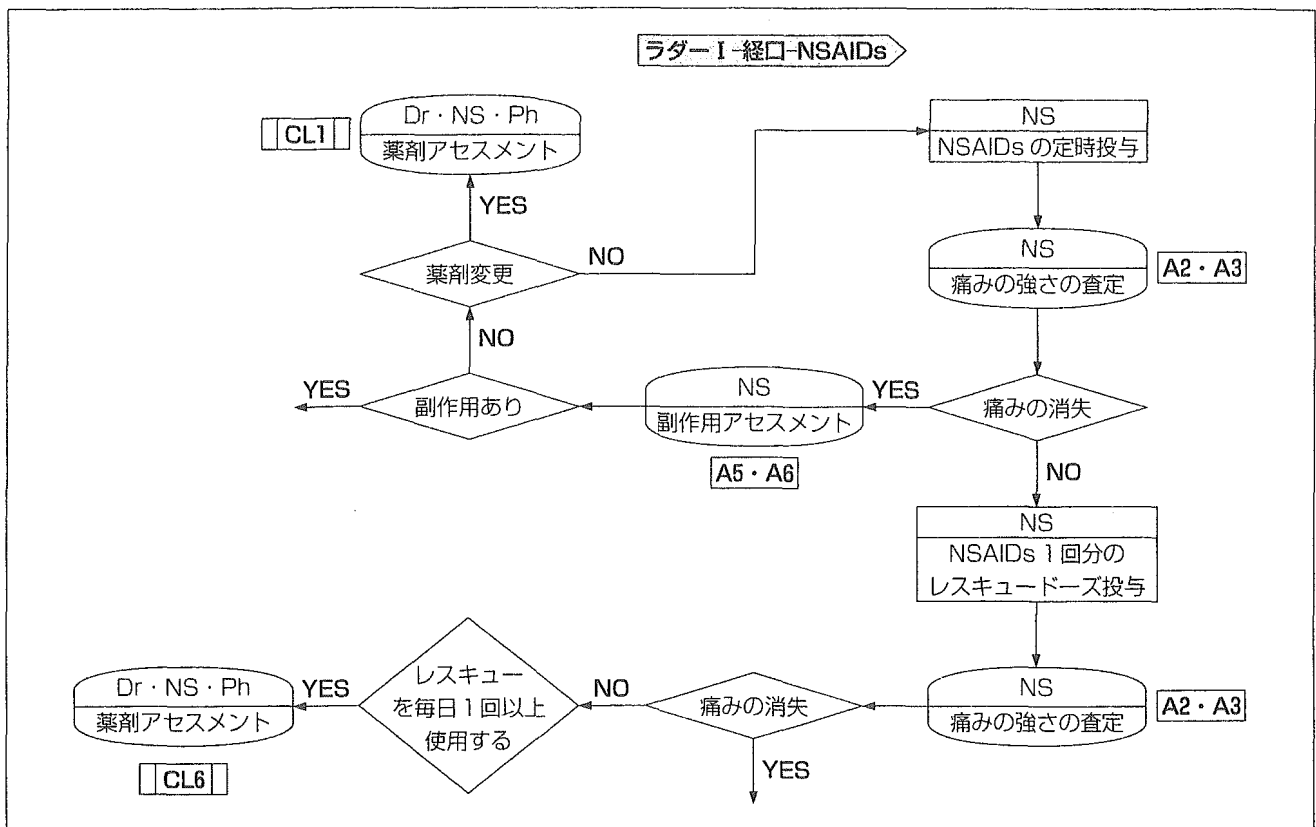 ラダーⅠ-経口-NSAIDs
CL1
Dr・NS・Ph
薬剤アセスメント
NS
NSAIDs の定時投与
YES
薬剤変更
NO
NS
痛みの強さの査定
A2・A3
NO
YES
副作用あり
NS
副作用アセスメント
YES
痛みの消失
A5・A6
NO
NS
NSAIDs 1 回分の
レスキュードーズ投与
Dr・NS・Ph
薬剤アセスメント
YES
レスキュー
を毎日1回以上
使用する
NO
痛みの消失
NS
痛みの強さの査定
A2・A3
CL6
YES